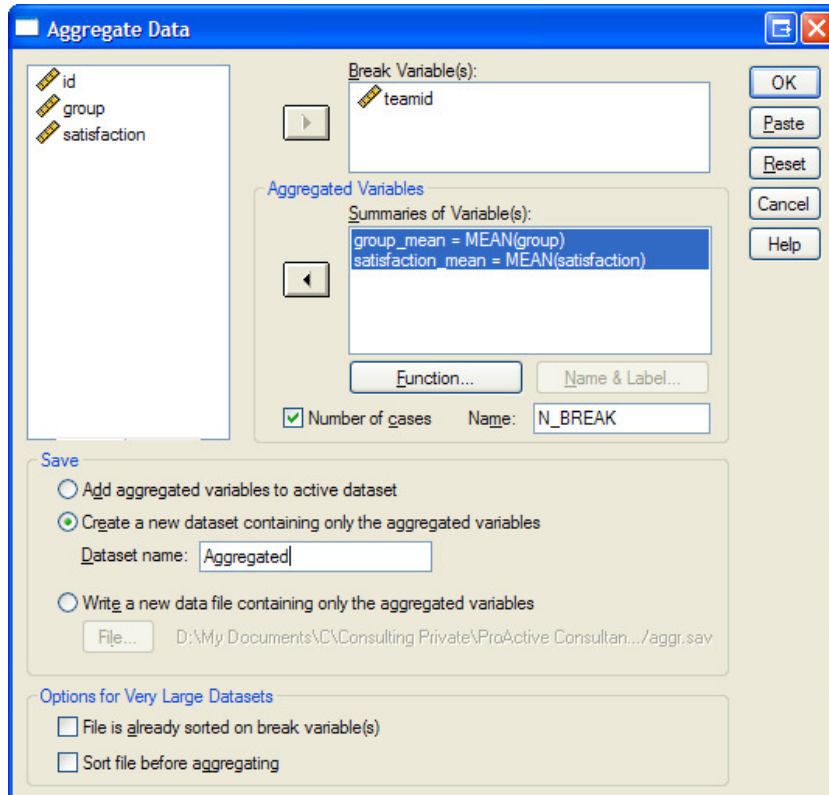 Aggregate Data
id
group
satisfaction
Break Variable(s):
teamid
Aggregated Variables
Summaries of Variable(s):
group_mean = MEAN(group)
satisfaction_mean = MEAN(satisfaction)
Function...
Name & Label...
Number of cases
Name:
N_BREAK
OK
Paste
Reset
Cancel
Help
Save
Add aggregated variables to active dataset
Create a new dataset containing only the aggregated variables
Dataset name:
Aggregated
Write a new data file containing only the aggregated variables
File...
D:\My Documents\C\Consulting Private\ProActive Consultan.../aggr.sav
Options for Very Large Datasets
File is already sorted on break variable(s)
Sort file before aggregating